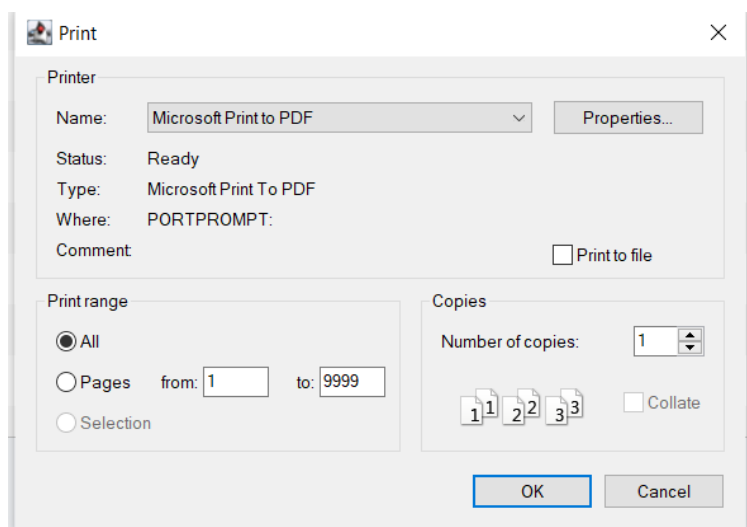 Print
Printer
Name: Microsoft Print to PDF Properties...
Status: Ready
Type: Microsoft Print To PDF
Where: PORTPROMPT:
Comment:
Print to file
Print range
All
Pages from: 1 to: 9999
Selection
Copies
Number of copies: 1
1 1 2 2 3 3 Collate
OK Cancel